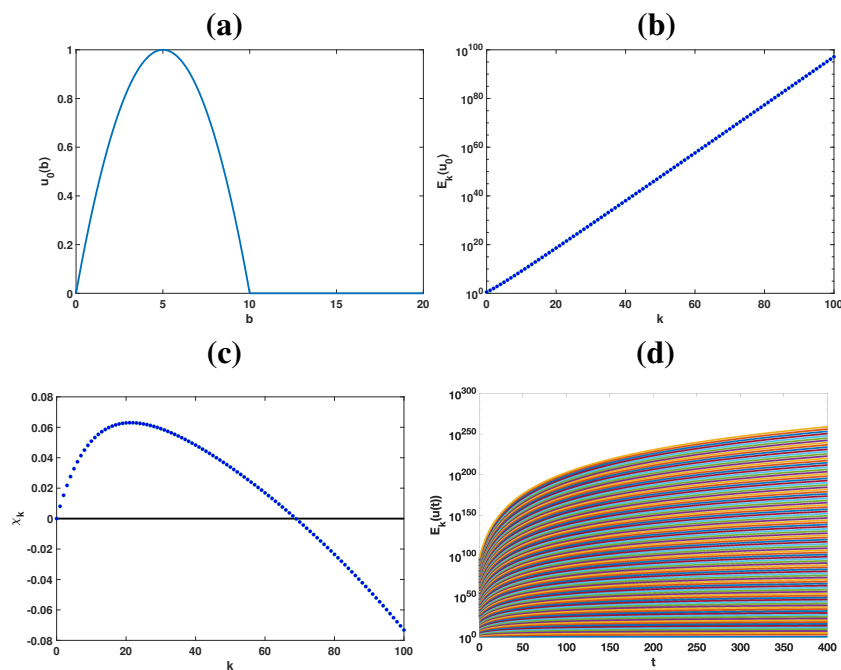 (a)
1
0.8
0.6
0.4
0.2
0
u₀(b)
0 5 10 15 20
b
(b)
10¹⁰⁰
10⁸⁰
10⁶⁰
10⁴⁰
10²⁰
10⁰
Eₖ(u₀)
0 20 40 60 80 100
k
(c)
0.08
0.06
0.04
0.02
0
-0.02
-0.04
-0.06
-0.08
χₖ
0 20 40 60 80 100
k
(d)
10³⁰⁰
10²⁵⁰
10²⁰⁰
10¹⁵⁰
10¹⁰⁰
10⁵⁰
10⁰
Eₖ(u(t))
0 50 100 150 200 250 300 350 400
t